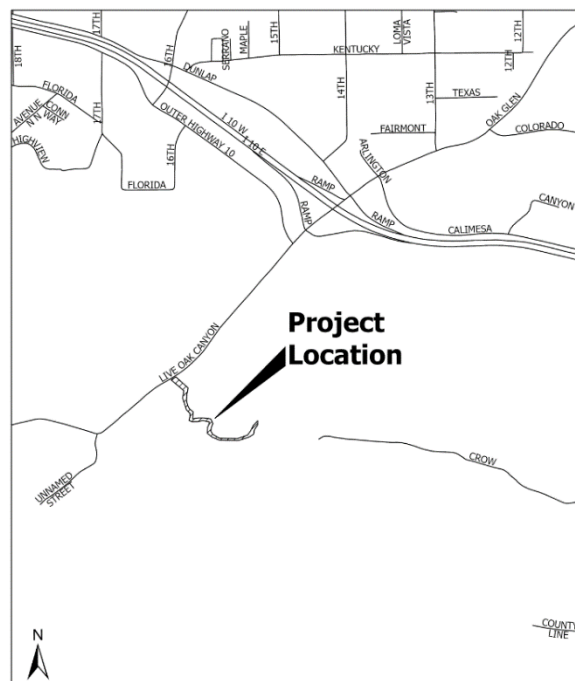 18TH
17TH
16TH
SERRANO
MAPLE
15TH
KENTUCKY
LOMA
VISTA
12TH
12TH
DUNLAP
14TH
13TH
TEXAS
OAK GLEN
FLORIDA
AVENUE N
CONN
N WAY
17TH
HIGHVIEW
OUTER HIGHWAY 10
I 10 W
I 10 E
FAIRMONT
COLORADO
16TH
ARLINGTON
FLORIDA
RAMP
RAMP
RAMP
CANYON
CALIMESA
Project
Location
LIVE OAK CANYON
CROW
UNNAMED
STREET
COUNTY
LINE
N